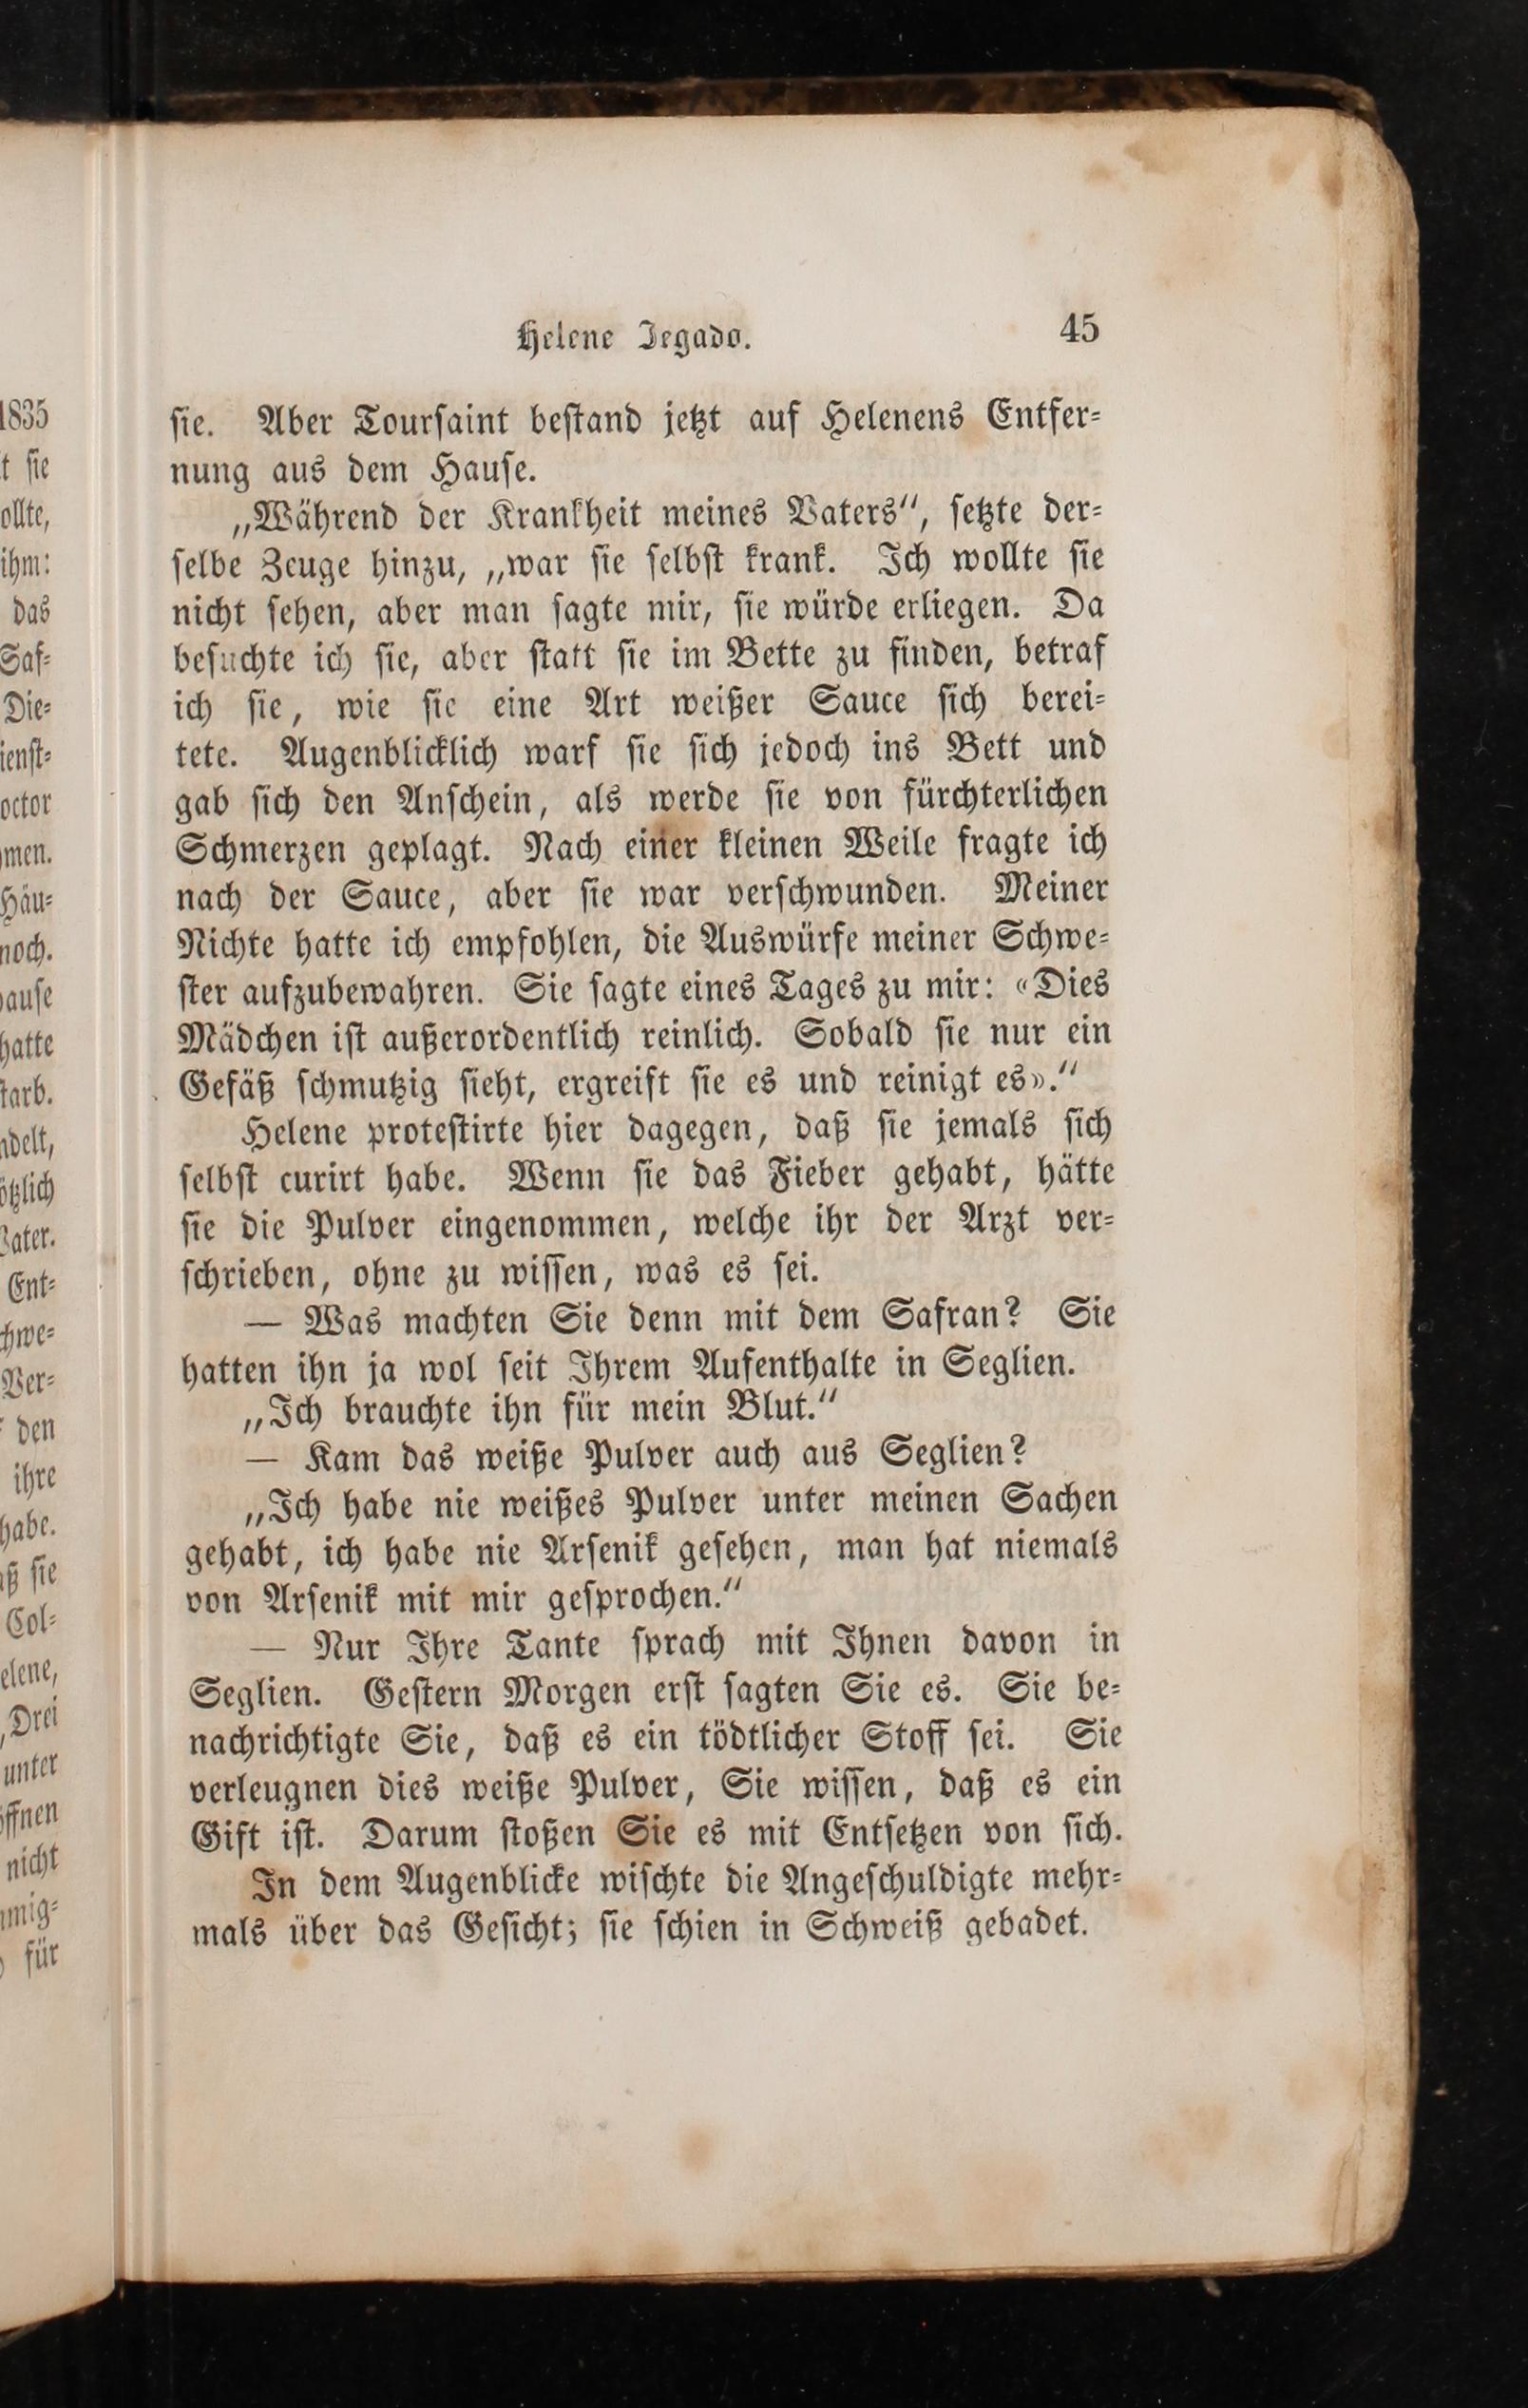 Helene Jegado. 45
ſie. Aber Tourſaint beſtand jetzt auf Helenens Entfer-
nung aus dem Hauſe.
„Während der Krankheit meines Vaters“, ſetzte der-
ſelbe Zeuge hinzu, „war ſie ſelbſt krank. Ich wollte ſie
nicht ſehen, aber man ſagte mir, ſie würde erliegen. Da
beſuchte ich ſie, aber ſtatt ſie im Bette zu finden, betraf
ich ſie, wie ſie eine Art weißer Sauce ſich berei-
tete. Augenblicklich warf ſie ſich jedoch ins Bett und
gab ſich den Anſchein, als werde ſie von fürchterlichen
Schmerzen geplagt. Nach einer kleinen Weile fragte ich
nach der Sauce, aber ſie war verſchwunden. Meiner
Nichte hatte ich empfohlen, die Auswürfe meiner Schwe-
ſter aufzubewahren. Sie ſagte eines Tages zu mir: «Dies
Mädchen iſt außerordentlich reinlich. Sobald ſie nur ein
Gefäß ſchmutzig ſieht, ergreift ſie es und reinigt es».“
Helene proteſtirte hier dagegen, daß ſie jemals ſich
ſelbſt curirt habe. Wenn ſie das Fieber gehabt, hätte
ſie die Pulver eingenommen, welche ihr der Arzt ver-
ſchrieben, ohne zu wiſſen, was es ſei.
— Was machten Sie denn mit dem Safran? Sie
hatten ihn ja wol ſeit Ihrem Aufenthalte in Seglien.
„Ich brauchte ihn für mein Blut.“
— Kam das weiße Pulver auch aus Seglien?
„Ich habe nie weißes Pulver unter meinen Sachen
gehabt, ich habe nie Arſenik geſehen, man hat niemals
von Arſenik mit mir geſprochen.“
— Nur Ihre Tante ſprach mit Ihnen davon in
Seglien. Geſtern Morgen erſt ſagten Sie es. Sie be-
nachrichtigte Sie, daß es ein tödtlicher Stoff ſei. Sie
verleugnen dies weiße Pulver, Sie wiſſen, daß es ein
Gift iſt. Darum ſtoßen Sie es mit Entſetzen von ſich.
In dem Augenblicke wiſchte die Angeſchuldigte mehr-
mals über das Geſicht; ſie ſchien in Schweiß gebadet.